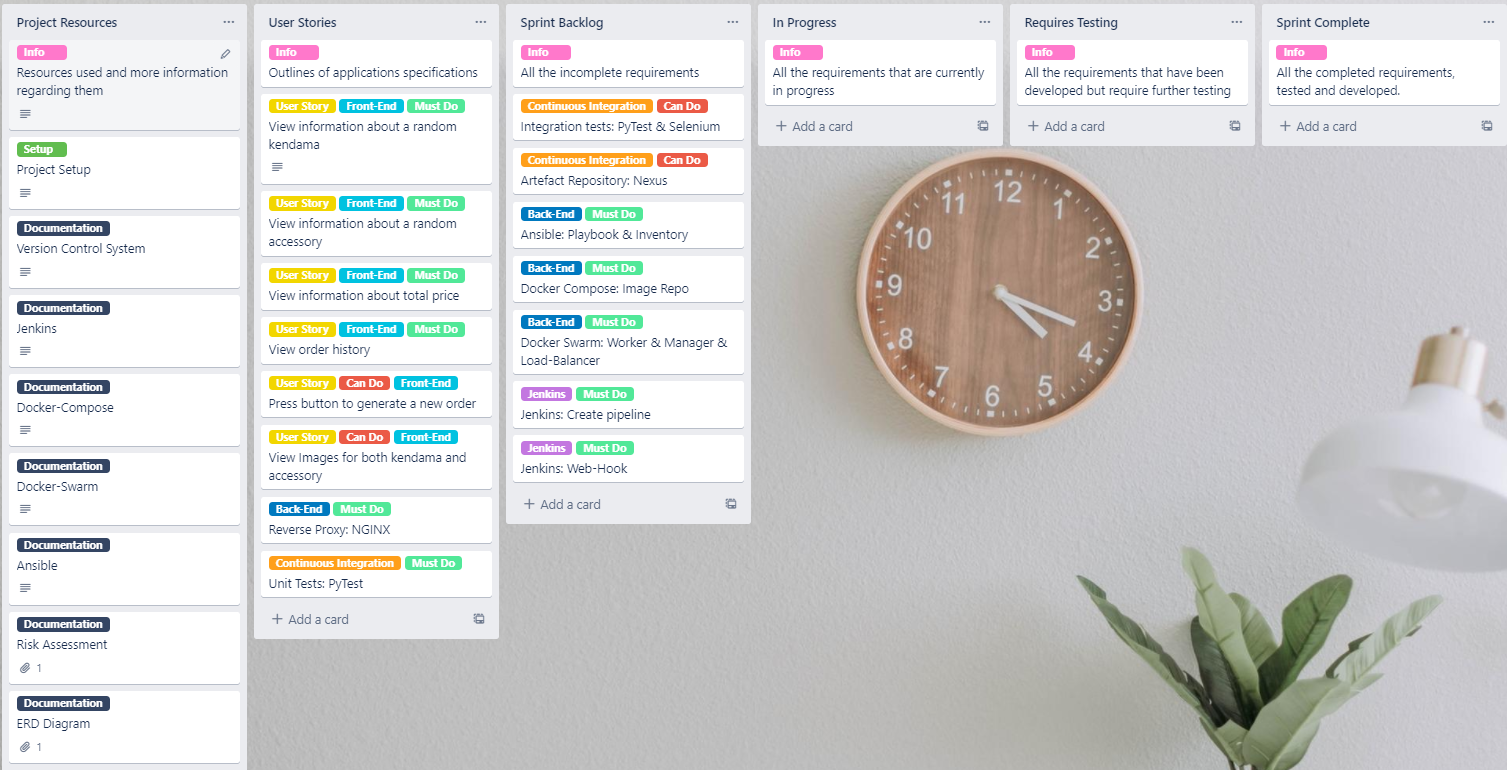 Project Resources
Info
Resources used and more information
regarding them
Setup
Project Setup
Documentation
Version Control System
Documentation
Jenkins
Documentation
Docker-Compose
Documentation
Docker-Swarm
Documentation
Ansible
Documentation
Risk Assessment
1
Documentation
ERD Diagram
1
User Stories
Info
Outlines of applications specifications
User Story Front-End Must Do
View information about a random
kendama
User Story Front-End Must Do
View information about a random
accessory
User Story Front-End Must Do
View information about total price
User Story Front-End Must Do
View order history
User Story Can Do Front-End
Press button to generate a new order
User Story Can Do Front-End
View Images for both kendama and
accessory
Back-End Must Do
Reverse Proxy: NGINX
Continuous Integration Must Do
Unit Tests: PyTest
+ Add a card
Sprint Backlog
Info
All the incomplete requirements
Continuous Integration Can Do
Integration tests: PyTest & Selenium
Continuous Integration Can Do
Artefact Repository: Nexus
Back-End Must Do
Ansible: Playbook & Inventory
Back-End Must Do
Docker Compose: Image Repo
Back-End Must Do
Docker Swarm: Worker & Manager &
Load-Balancer
Jenkins Must Do
Jenkins: Create pipeline
Jenkins Must Do
Jenkins: Web-Hook
+ Add a card
In Progress
Info
All the requirements that are currently
in progress
+ Add a card
Requires Testing
Info
All the requirements that have been
developed but require further testing
+ Add a card
Sprint Complete
Info
All the completed requirements,
tested and developed.
+ Add a card
12
1
2
3
4
5
6
7
8
9
10
11